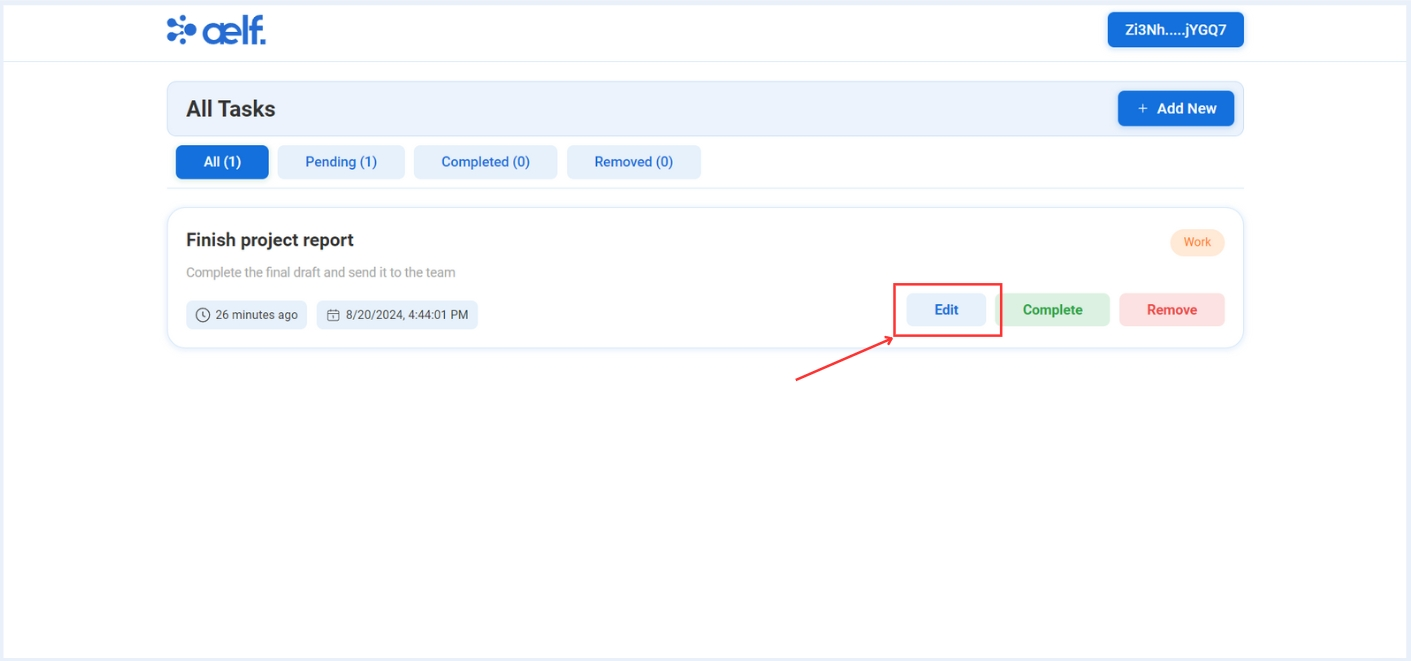 aelf.
Zi3Nh.....jYGQ7
All Tasks
+ Add New
All (1)
Pending (1)
Completed (0)
Removed (0)
Finish project report
Work
Complete the final draft and send it to the team
26 minutes ago
8/20/2024, 4:44:01 PM
Edit
Complete
Remove